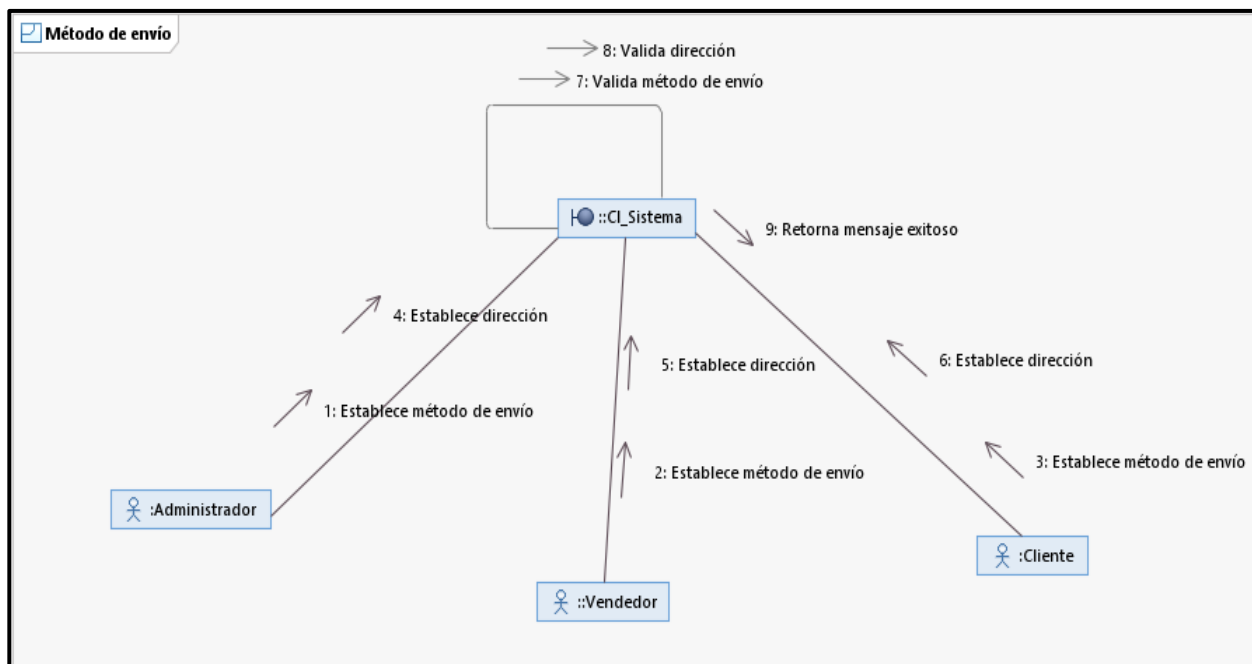 Método de envío
8: Valida dirección
7: Valida método de envío
::CI_Sistema
9: Retorna mensaje exitoso
4: Establece dirección
6: Establece dirección
5: Establece dirección
1: Establece método de envío
3: Establece método de envío
2: Establece método de envío
:Administrador
:Cliente
::Vendedor